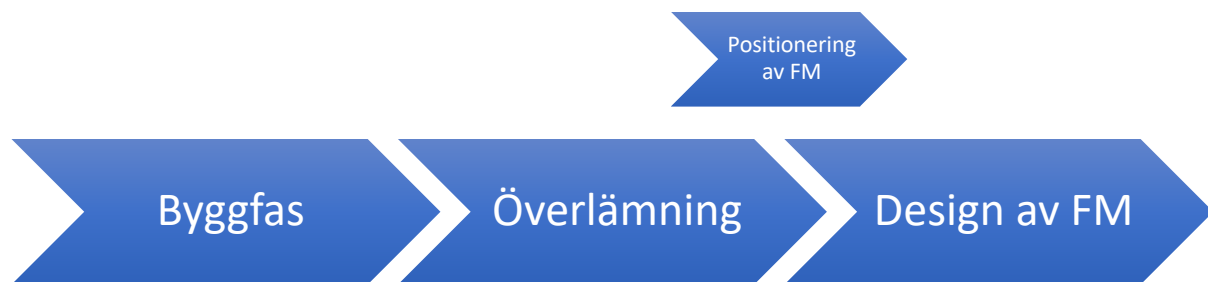 Positionering
av FM
Byggfas
Överlämning
Design av FM